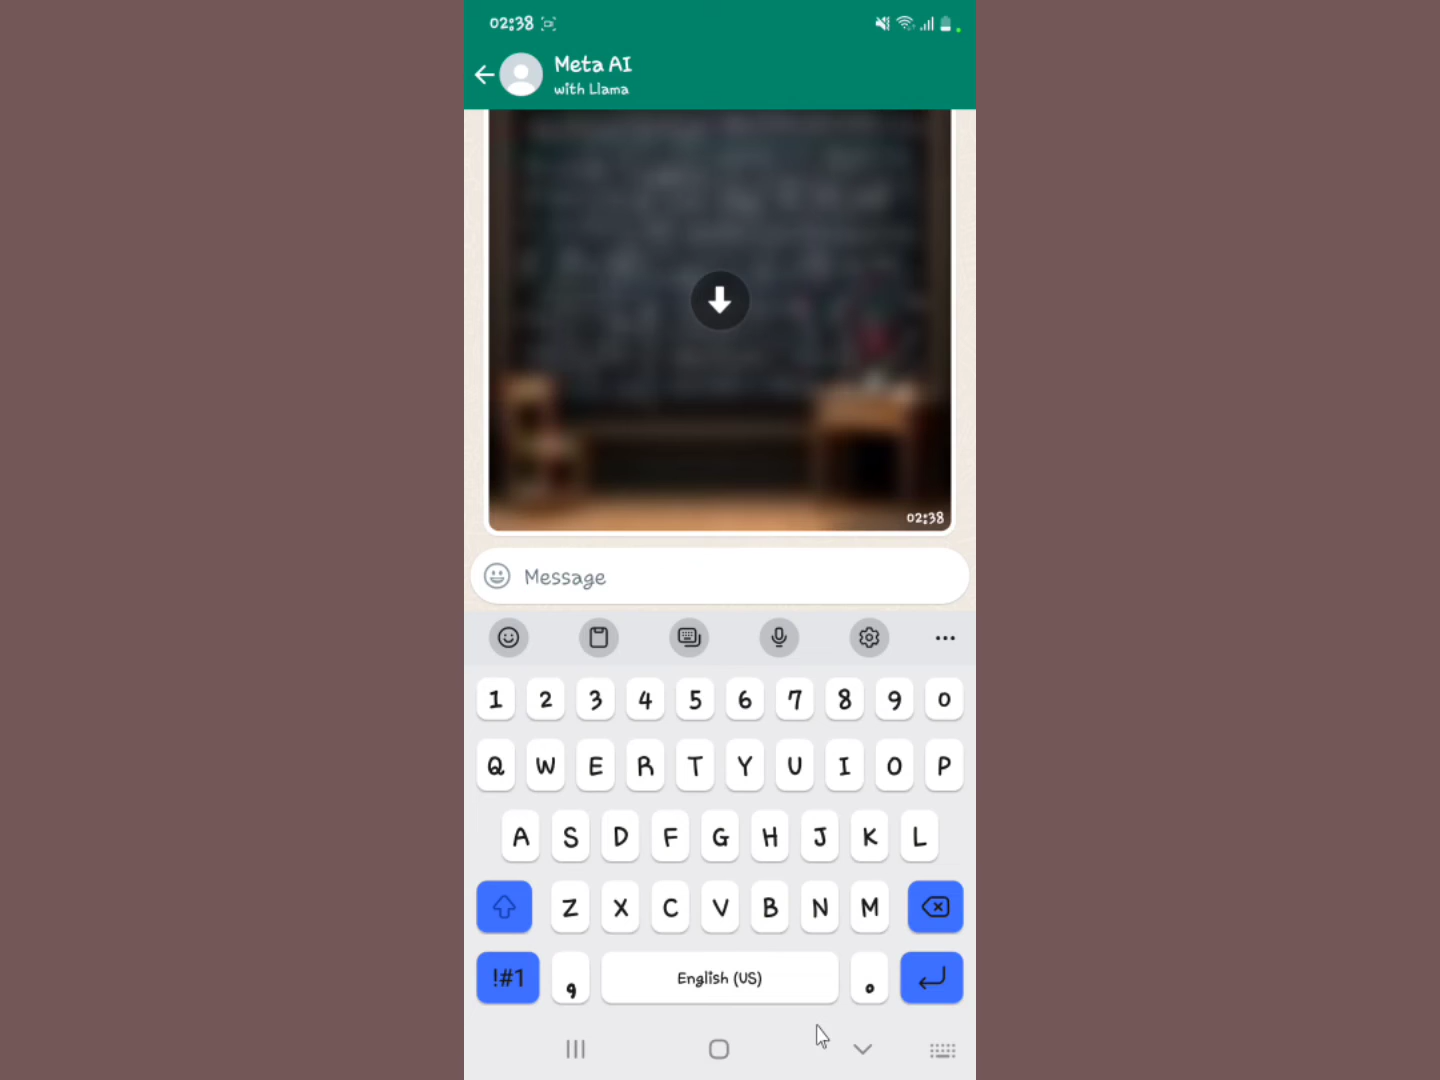 02:38
Meta AI
with Llama
02:38
Message
1 2 3 4 5 6 7 8 9 0
Q W E R T Y U I O P
A S D F G H J K L
Z X C V B N M
!#1 , English (US) .